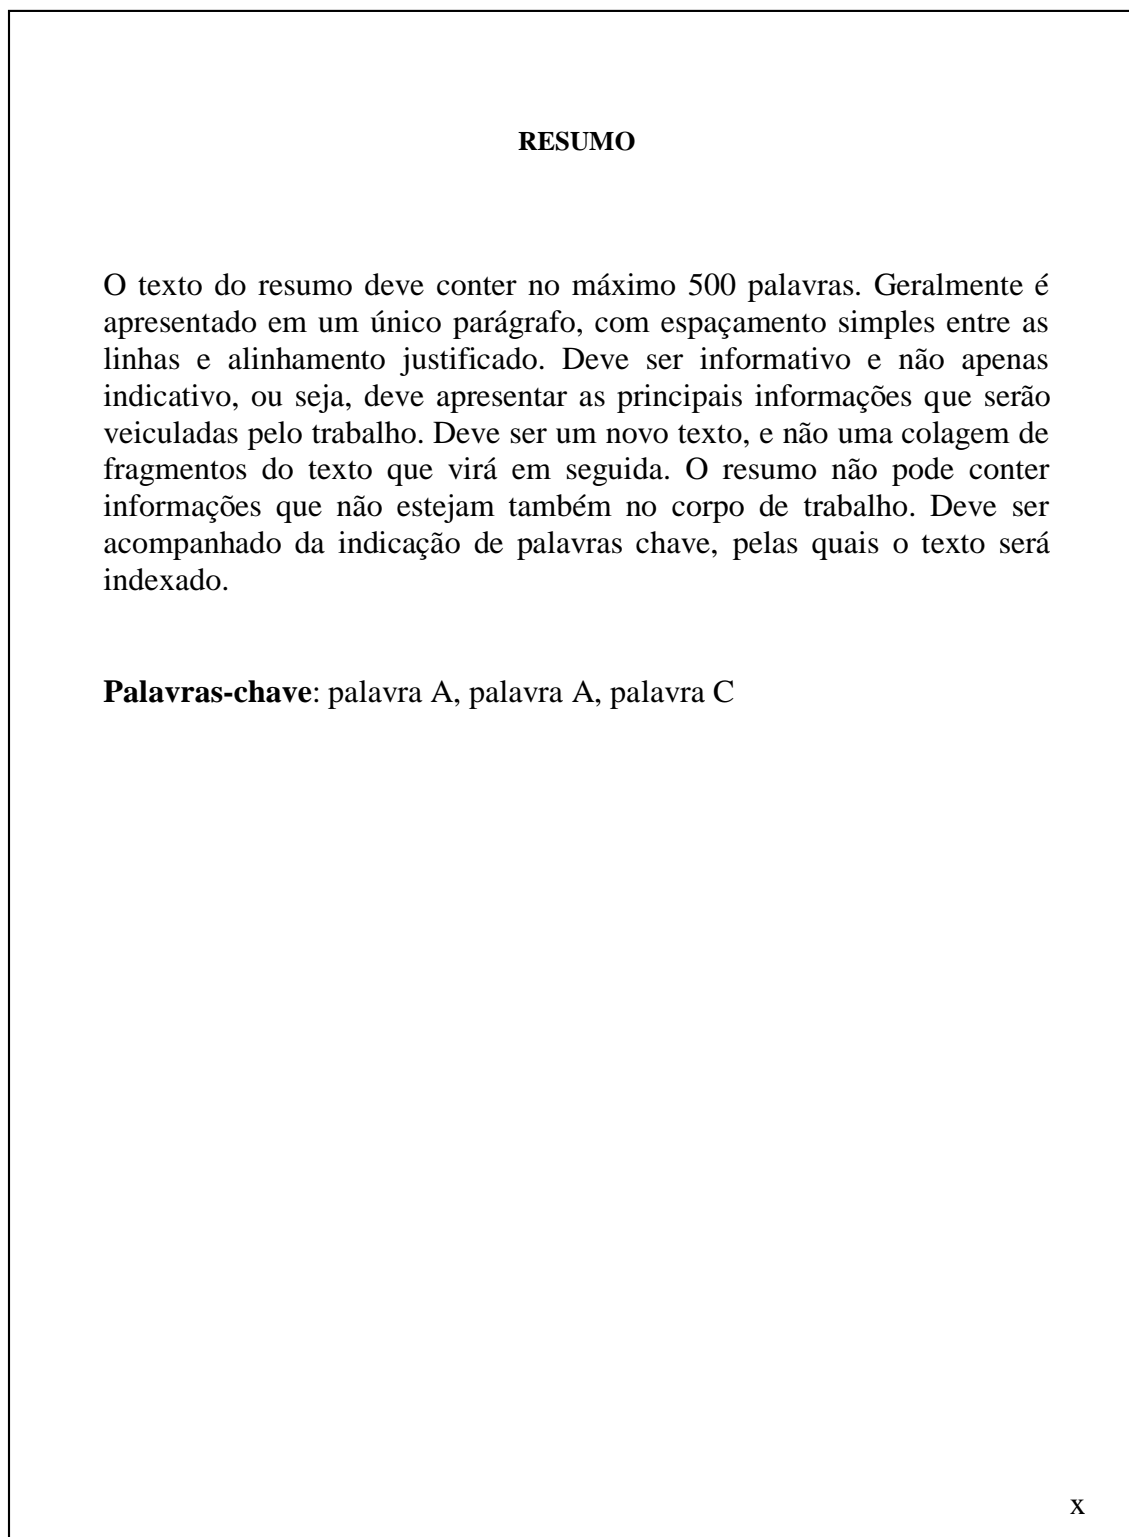 RESUMO
O texto do resumo deve conter no máximo 500 palavras. Geralmente é
apresentado em um único parágrafo, com espaçamento simples entre as
linhas e alinhamento justificado. Deve ser informativo e não apenas
indicativo, ou seja, deve apresentar as principais informações que serão
veiculadas pelo trabalho. Deve ser um novo texto, e não uma colagem de
fragmentos do texto que virá em seguida. O resumo não pode conter
informações que não estejam também no corpo de trabalho. Deve ser
acompanhado da indicação de palavras chave, pelas quais o texto será
indexado.
Palavras-chave: palavra A, palavra A, palavra C
x